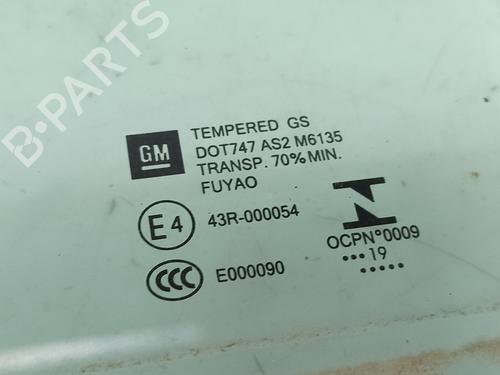 GM
TEMPERED GS
DOT747 AS2 M6135
TRANSP. 70% MIN.
FUYAO
E4
43R-000054
CCC
E000090
OCPN°0009
•••19
•••••
B-PARTS